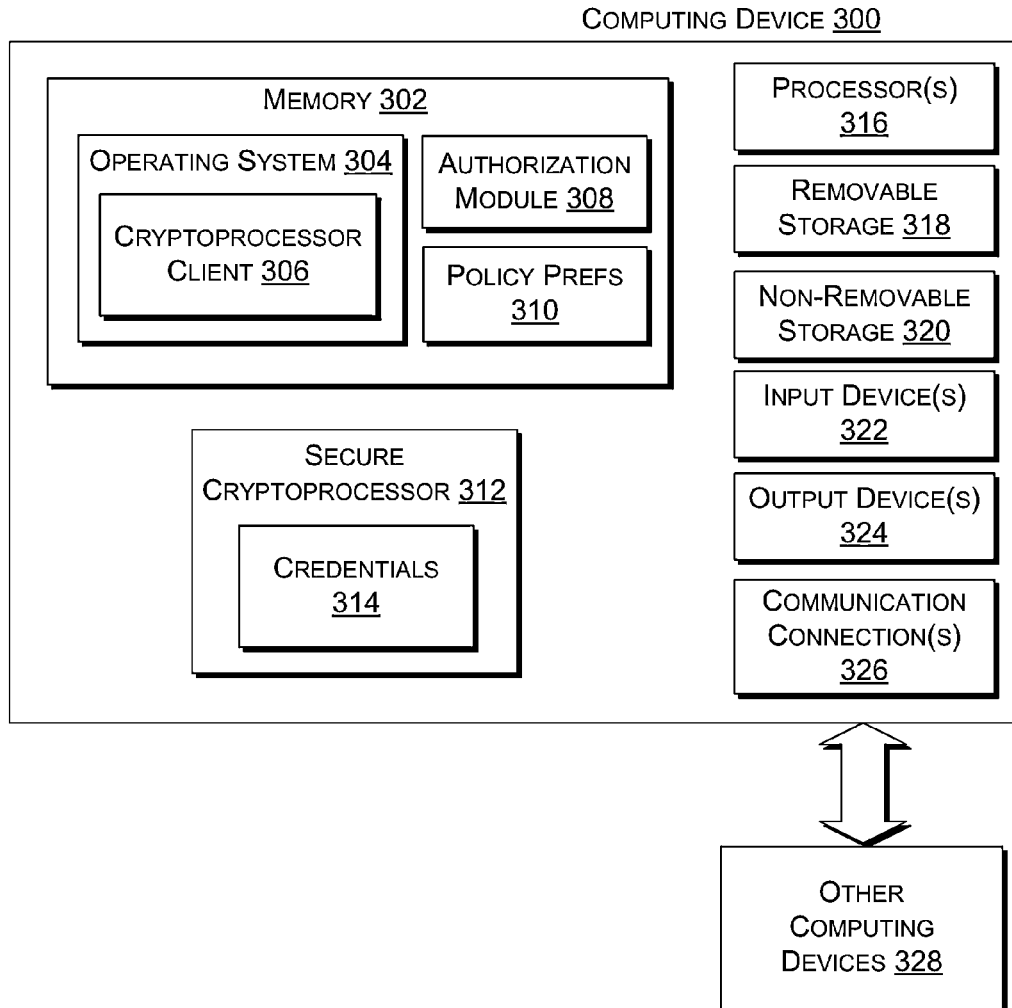 COMPUTING DEVICE 300
MEMORY 302
OPERATING SYSTEM 304
CRYPTOPROCESSOR
CLIENT 306
AUTHORIZATION
MODULE 308
POLICY PREFS
310
SECURE
CRYPTOPROCESSOR 312
CREDENTIALS
314
PROCESSOR(S)
316
REMOVABLE
STORAGE 318
NON-REMOVABLE
STORAGE 320
INPUT DEVICE(S)
322
OUTPUT DEVICE(S)
324
COMMUNICATION
CONNECTION(S)
326
OTHER
COMPUTING
DEVICES 328